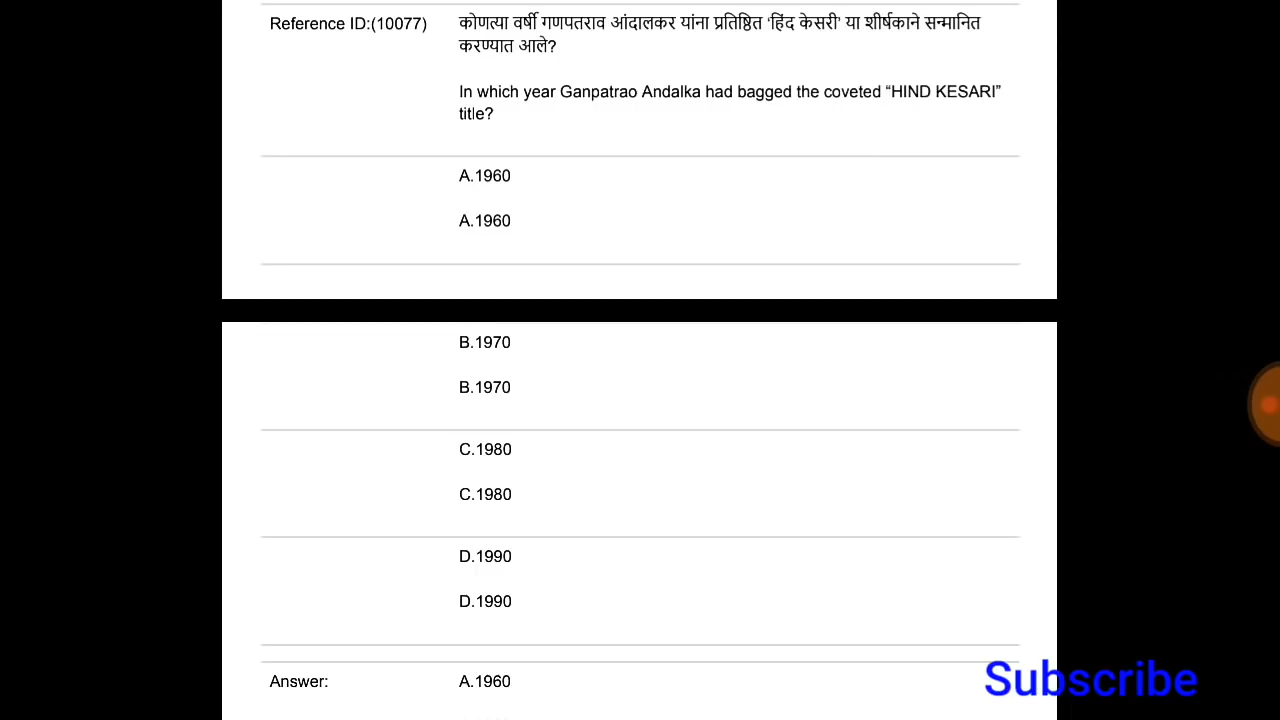 Reference ID:(10077)
कोणत्या वर्षी गणपतराव आंदालकर यांना प्रतिष्ठित 'हिंद केसरी' या शीर्षकाने सन्मानित
करण्यात आले?
In which year Ganpatrao Andalka had bagged the coveted “HIND KESARI”
title?
A.1960
A.1960
B.1970
B.1970
C.1980
C.1980
D.1990
D.1990
Answer:
A.1960
Subscribe